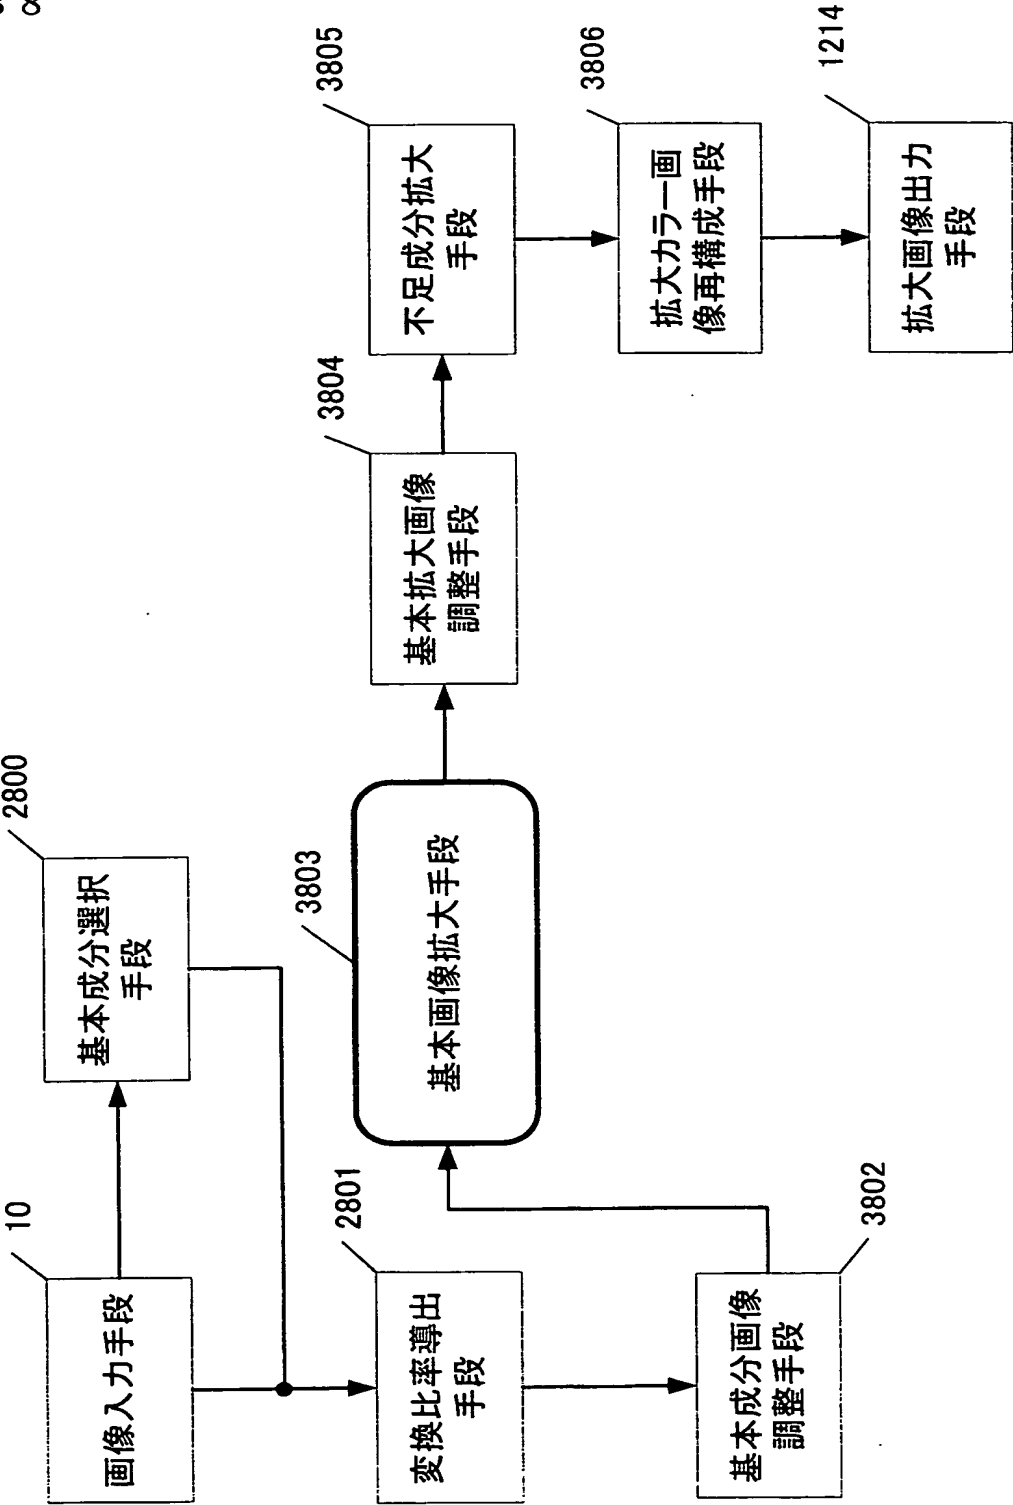 10
画像入力手段
2800
基本成分選択
手段
2801
変換比率導出
手段
3802
基本成分画像
調整手段
3803
基本画像拡大手段
3804
基本拡大画像
調整手段
3805
不足成分拡大
手段
3806
拡大カラー画
像再構成手段
1214
拡大画像出力
手段